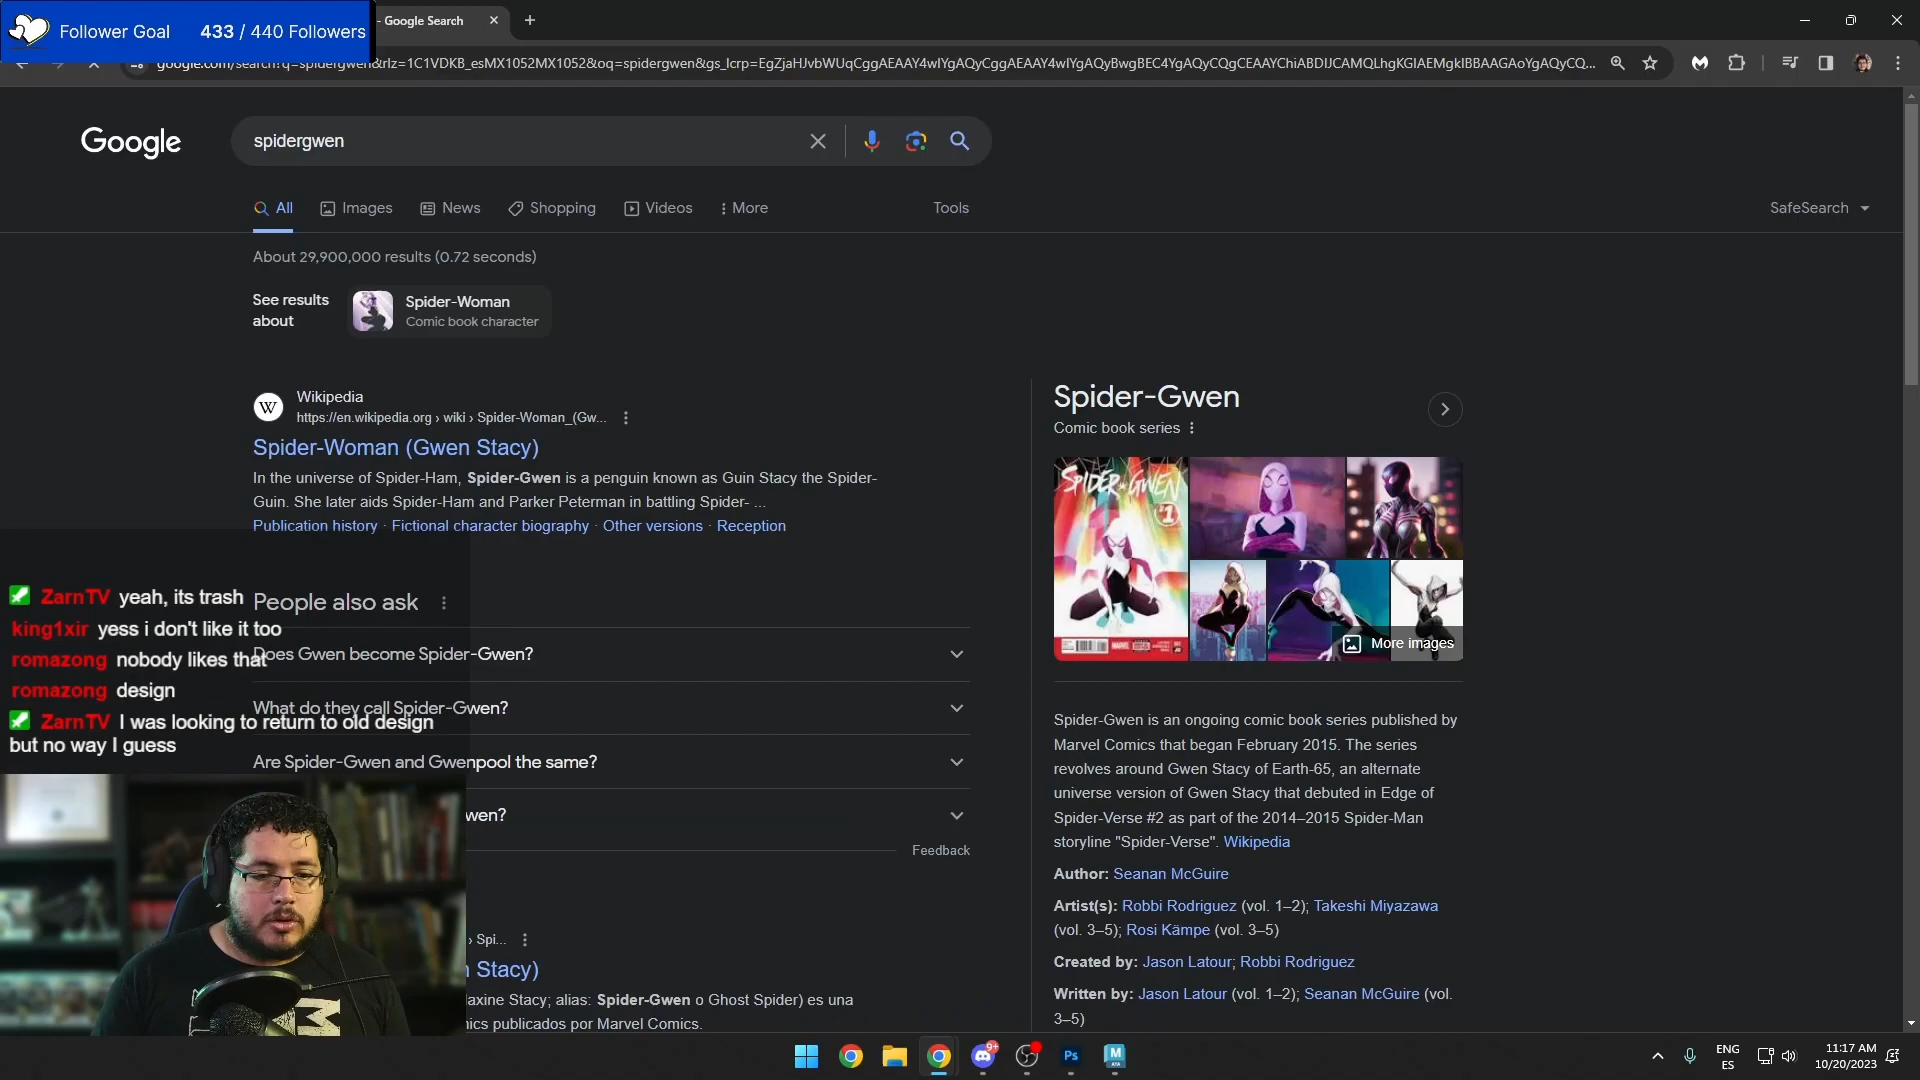 Follower Goal 433 / 440 Followers
- Google Search
google.com/search?q=spidergwen&rlz=1C1VDKB_esMX1052MX1052&oq=spidergwen&gs_lcrp=EgZjaHJvbWUqCggAEAAY4wIYgAQyCggAEAAY4wIYgAQyBwgBEC4YgAQyCQgCEAAYChiABDIJCAMQLhgKGIAEMgkIBBAAGAoYgAQyCQ...
Google
spidergwen
All
Images
News
Shopping
Videos
More
Tools
SafeSearch
About 29,900,000 results (0.72 seconds)
See results
about
Spider-Woman
Comic book character
W
Wikipedia
https://en.wikipedia.org › wiki › Spider-Woman_(Gw...
Spider-Woman (Gwen Stacy)
In the universe of Spider-Ham, Spider-Gwen is a penguin known as Guin Stacy the Spider-
Guin. She later aids Spider-Ham and Parker Peterman in battling Spider- ...
Publication history · Fictional character biography · Other versions · Reception
People also ask
Does Gwen become Spider-Gwen?
What do they call Spider-Gwen?
Are Spider-Gwen and Gwenpool the same?
wen?
Feedback
› Spi...
n Stacy)
axine Stacy; alias: Spider-Gwen o Ghost Spider) es una
ics publicados por Marvel Comics.
ZarnTV yeah, its trash
king1xir yess i don't like it too
romazong nobody likes that
romazong design
ZarnTV I was looking to return to old design
but no way I guess
Spider-Gwen
Comic book series
SPIDER-GWEN
#1
MARVEL
More images
Spider-Gwen is an ongoing comic book series published by
Marvel Comics that began February 2015. The series
revolves around Gwen Stacy of Earth-65, an alternate
universe version of Gwen Stacy that debuted in Edge of
Spider-Verse #2 as part of the 2014–2015 Spider-Man
storyline "Spider-Verse". Wikipedia
Author: Seanan McGuire
Artist(s): Robbi Rodriguez (vol. 1–2); Takeshi Miyazawa
(vol. 3–5); Rosi Kämpe (vol. 3–5)
Created by: Jason Latour; Robbi Rodriguez
Written by: Jason Latour (vol. 1–2); Seanan McGuire (vol.
3–5)
9+
Ps
M
ENG
ES
11:17 AM
10/20/2023